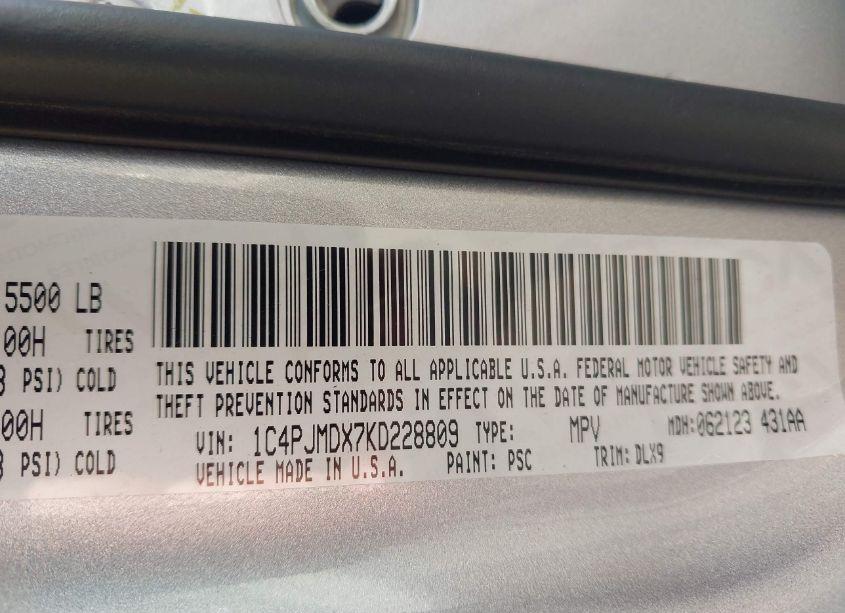 5500 LB
00H TIRES
PSI) COLD
00H TIRES
PSI) COLD
THIS VEHICLE CONFORMS TO ALL APPLICABLE U.S.A. FEDERAL MOTOR VEHICLE SAFETY AND
THEFT PREVENTION STANDARDS IN EFFECT ON THE DATE OF MANUFACTURE SHOWN ABOVE.
VIN: 1C4PJMDX7KD228809 TYPE: MPV MDH:062123 431AA
VEHICLE MADE IN U.S.A. PAINT: PSC TRIM: DLX9